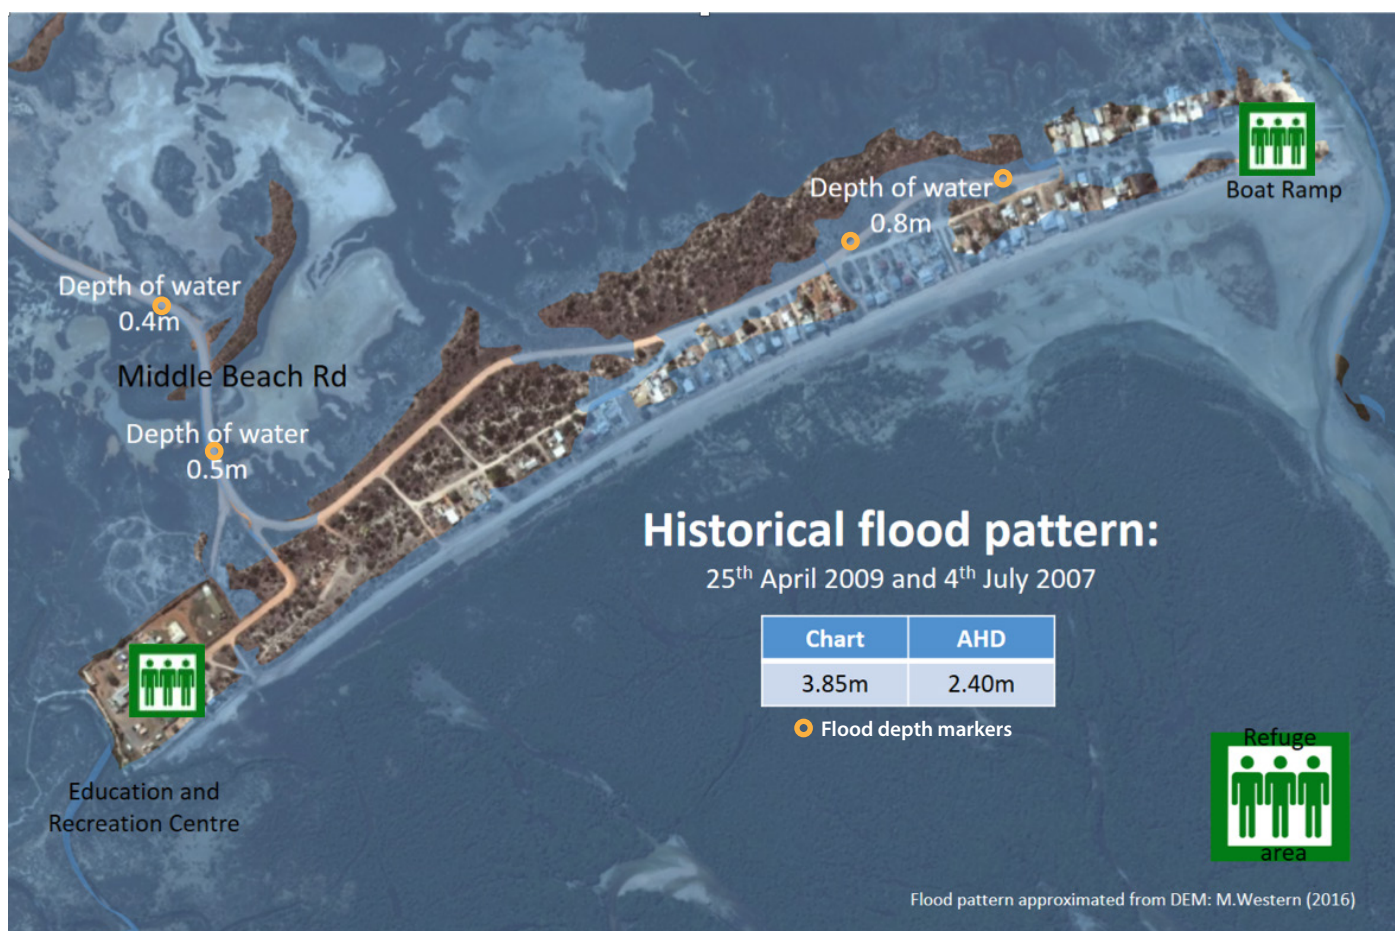 Boat Ramp
Depth of water
0.8m
Depth of water
0.4m
Middle Beach Rd
Depth of water
0.5m
Historical flood pattern:
25th April 2009 and 4th July 2007
Chart AHD
3.85m 2.40m
Flood depth markers
Refuge
area
Education and
Recreation Centre
Flood pattern approximated from DEM: M.Western (2016)